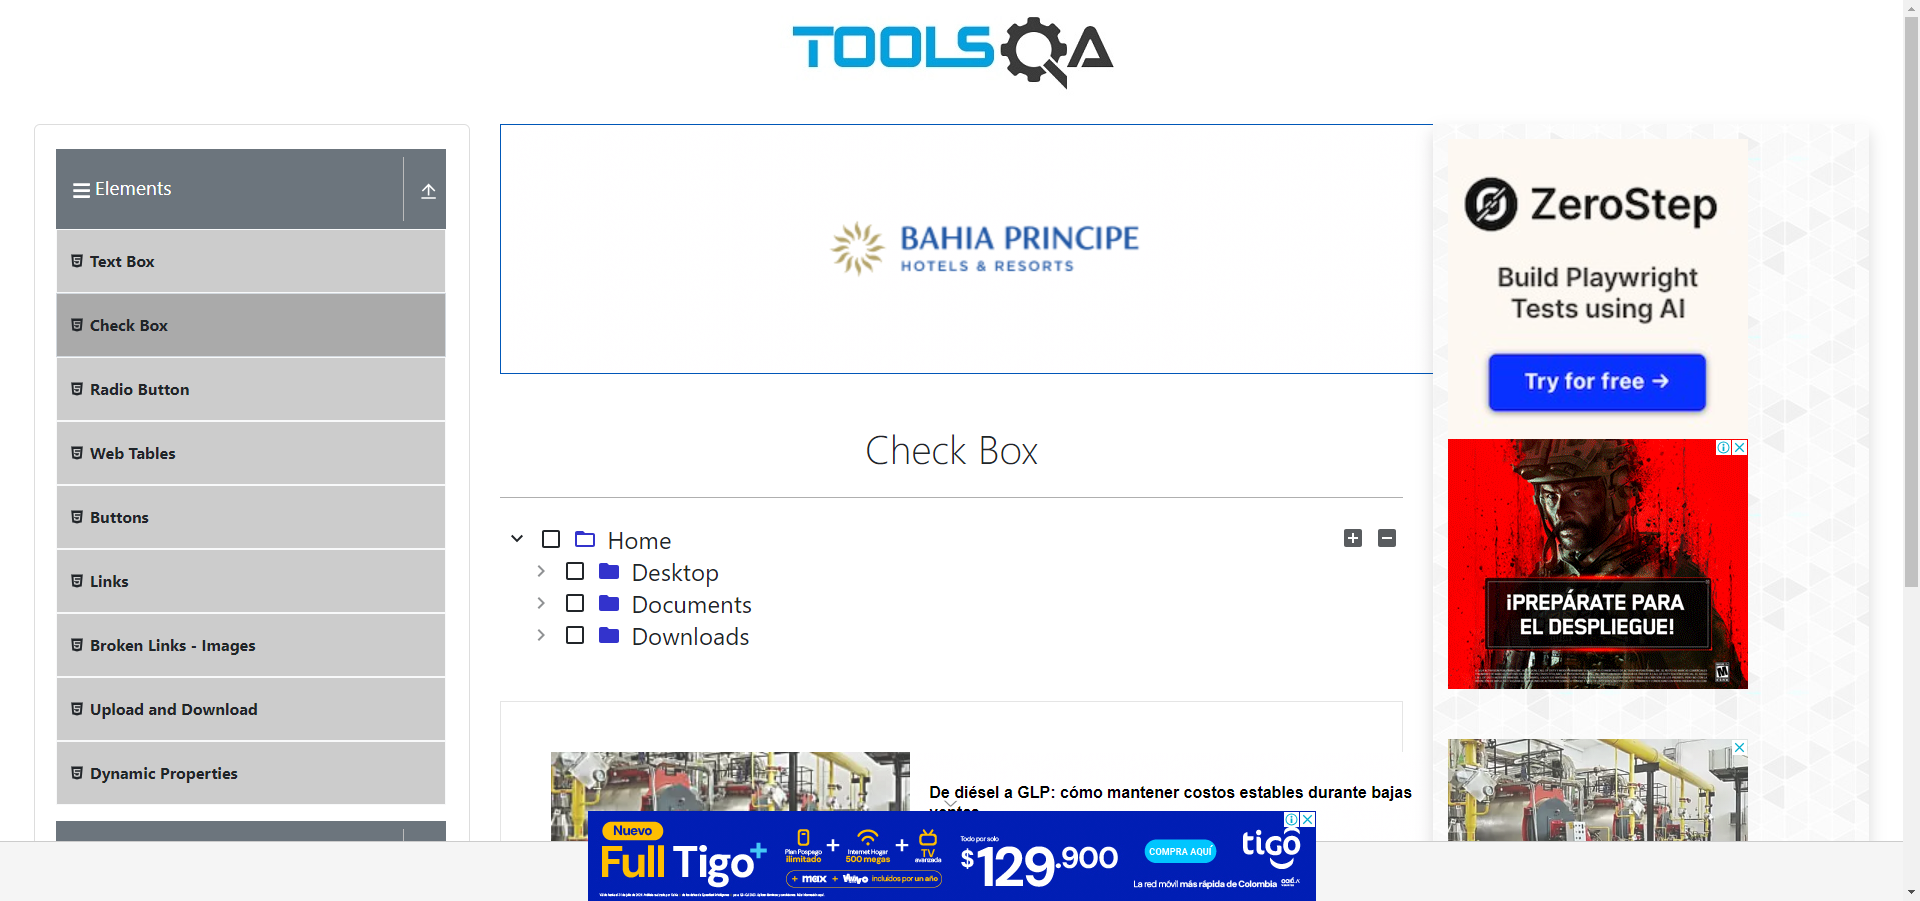 TOOLSQA
Elements
Text Box
Check Box
Radio Button
Web Tables
Buttons
Links
Broken Links - Images
Upload and Download
Dynamic Properties
BAHIA PRINCIPE
HOTELS & RESORTS
Check Box
Home
Desktop
Documents
Downloads
De diésel a GLP: cómo mantener costos estables durante bajas
ZeroStep
Build Playwright
Tests using AI
Try for free →
¡PREPÁRATE PARA
EL DESPLIEGUE!
M
Nuevo
Full Tigo+
Plan Pospago
ilimitado
+
Internet Hogar
500 megas
+
TV
avanzada
+ max + Wplay incluidos por un año
Todo por solo
$129.900
COMPRA AQUÍ
tigo
La red móvil más rápida de Colombia